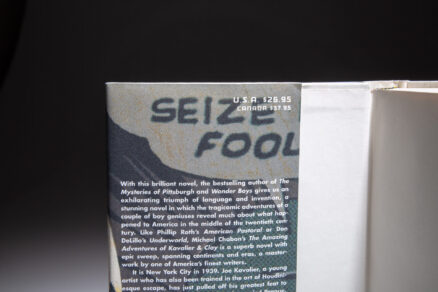 U.S.A. $26.95
CANADA $37.95
SEIZE
FOOL
With this brilliant novel, the bestselling author of The
Mysteries of Pittsburgh and Wonder Boys gives us an
exhilarating triumph of language and invention, a
stunning novel in which the tragicomic adventures of a
couple of boy geniuses reveal much about what hap-
pened to America in the middle of the twentieth cen-
tury. Like Phillip Roth's American Pastoral or Don
DeLillo's Underworld, Michael Chabon's The Amazing
Adventures of Kavalier & Clay is a superb novel with
epic sweep, spanning continents and eras, a master-
work by one of America's finest writers.
It is New York City in 1939. Joe Kavalier, a young
artist who has also been trained in the art of Houdini-
esque escape, has just pulled off his greatest feat to